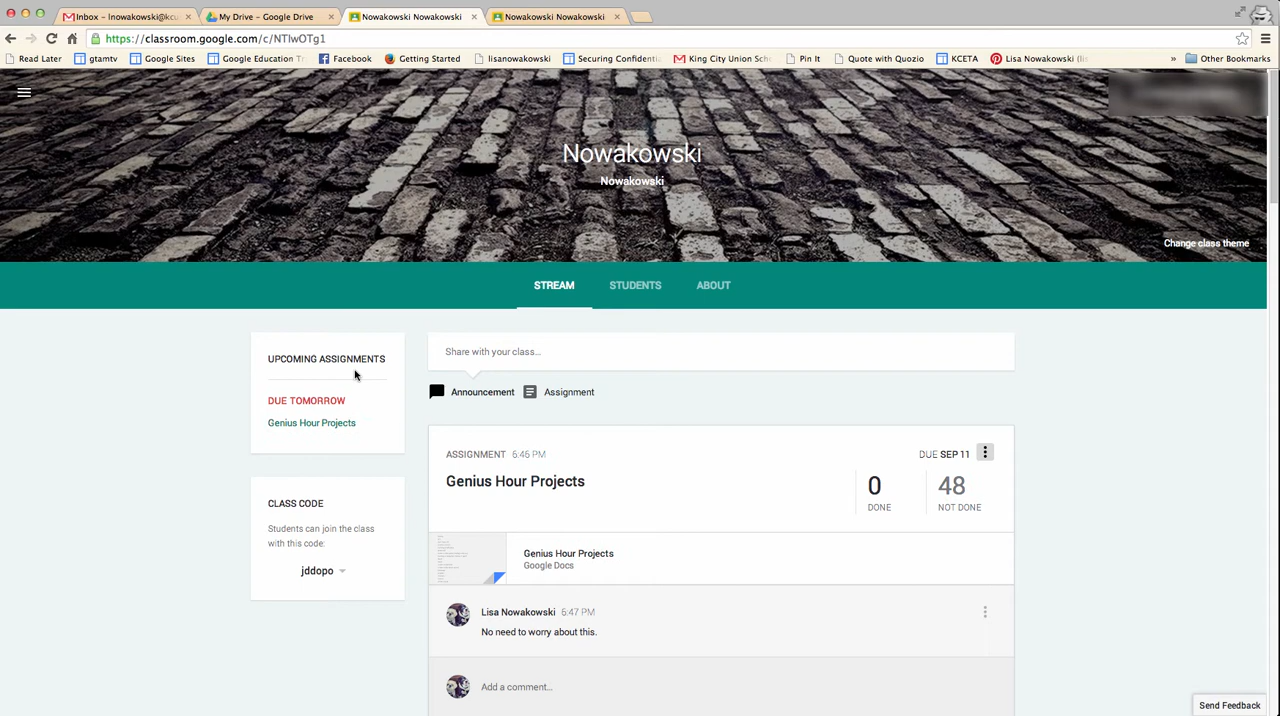 Inbox – lnowakowski@kcu
My Drive – Google Drive
Nowakowski Nowakowski
Nowakowski Nowakowski
https://classroom.google.com/c/NTIwOTg1
Read Later
gtamtv
Google Sites
Google Education Tr
Facebook
Getting Started
lisanowakowski
Securing Confidentia
King City Union Sch
Pin It
Quote with Quozio
KCETA
Lisa Nowakowski (lis
»
Other Bookmarks
Nowakowski
Nowakowski
Change class theme
STREAM STUDENTS ABOUT
UPCOMING ASSIGNMENTS
DUE TOMORROW
Genius Hour Projects
CLASS CODE
Students can join the class
with this code:
jddopo
Share with your class...
Announcement Assignment
ASSIGNMENT 6:46 PM
DUE SEP 11
Genius Hour Projects
0
DONE
48
NOT DONE
Genius Hour Projects
Google Docs
Lisa Nowakowski 6:47 PM
No need to worry about this.
Add a comment...
Send Feedback